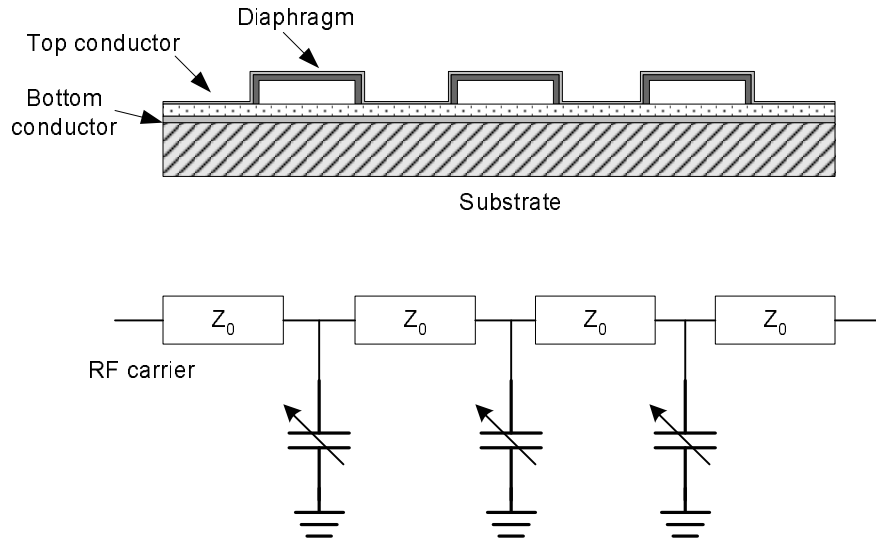 Diaphragm
Top conductor
Bottom
conductor
Substrate
Z0
Z0
Z0
Z0
RF carrier